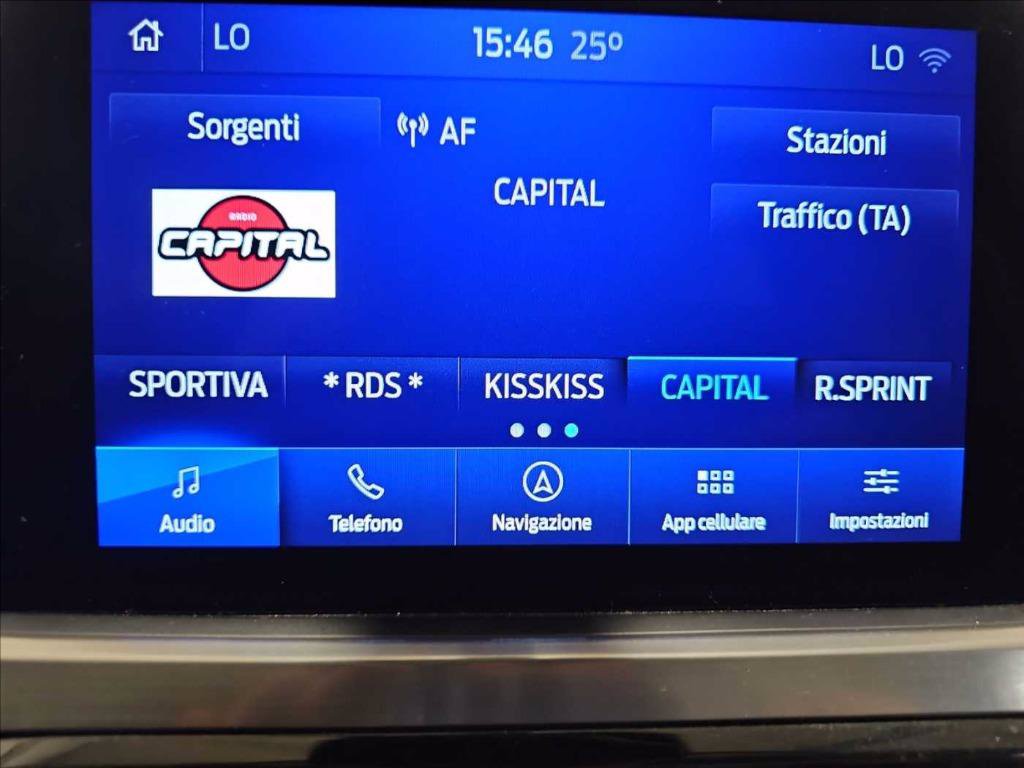 LO 15:46 25° LO
Sorgenti AF Stazioni
CAPITAL
Traffico (TA)
RADIO
CAPITAL
SPORTIVA *RDS* KISSKISS CAPITAL R.SPRINT
Audio Telefono Navigazione App cellulare Impostazioni